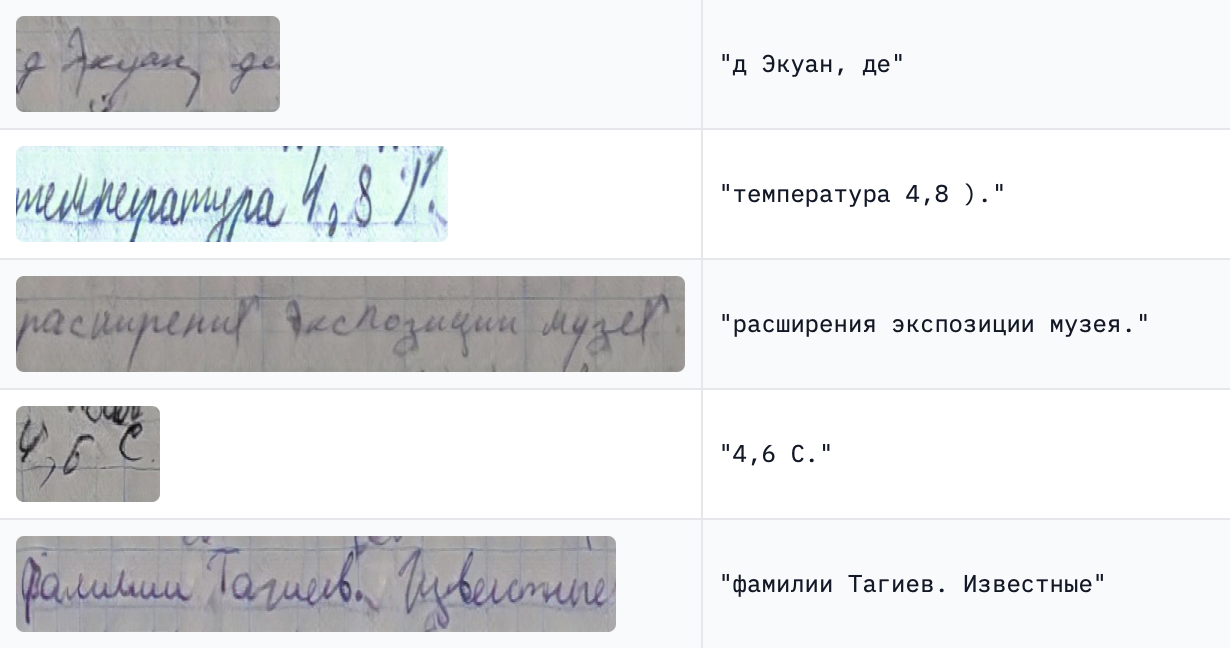 д Экуан, де "д Экуан, де"
температура 4,8 )". "температура 4,8 )."
расширения экспозиции музея. "расширения экспозиции музея."
4,6 С. "4,6 С."
фамилии Тагиев. Известные "фамилии Тагиев. Известные"